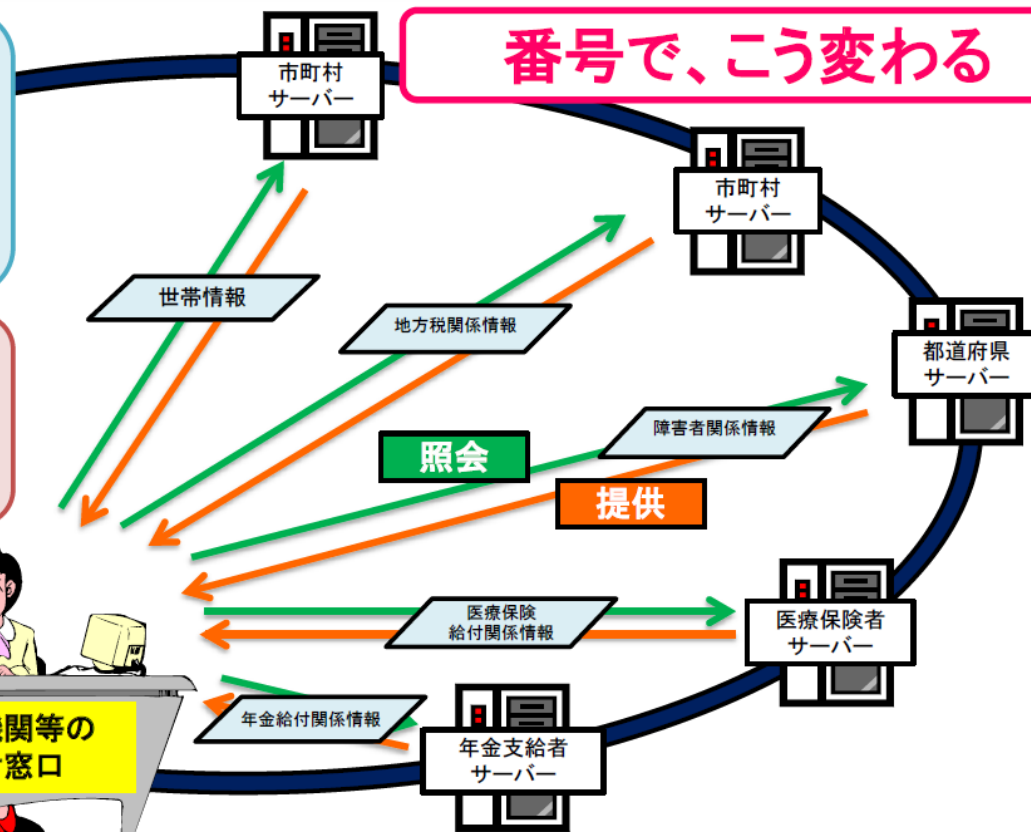 番号で、こう変わる
市町村
サーバー
市町村
サーバー
世帯情報
地方税関係情報
都道府県
サーバー
障害者関係情報
照会
提供
医療保険
給付関係情報
医療保険者
サーバー
年金給付関係情報
年金支給者
サーバー
関等の
窓口